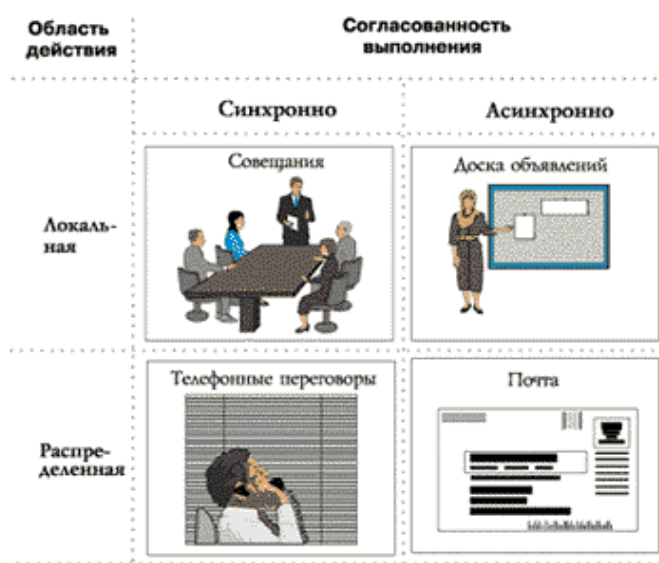 Область
действия
Согласованность
выполнения
Синхронно
Асинхронно
Локаль-
ная
Совещания
Доска объявлений
Распре-
деленная
Телефонные переговоры
Почта